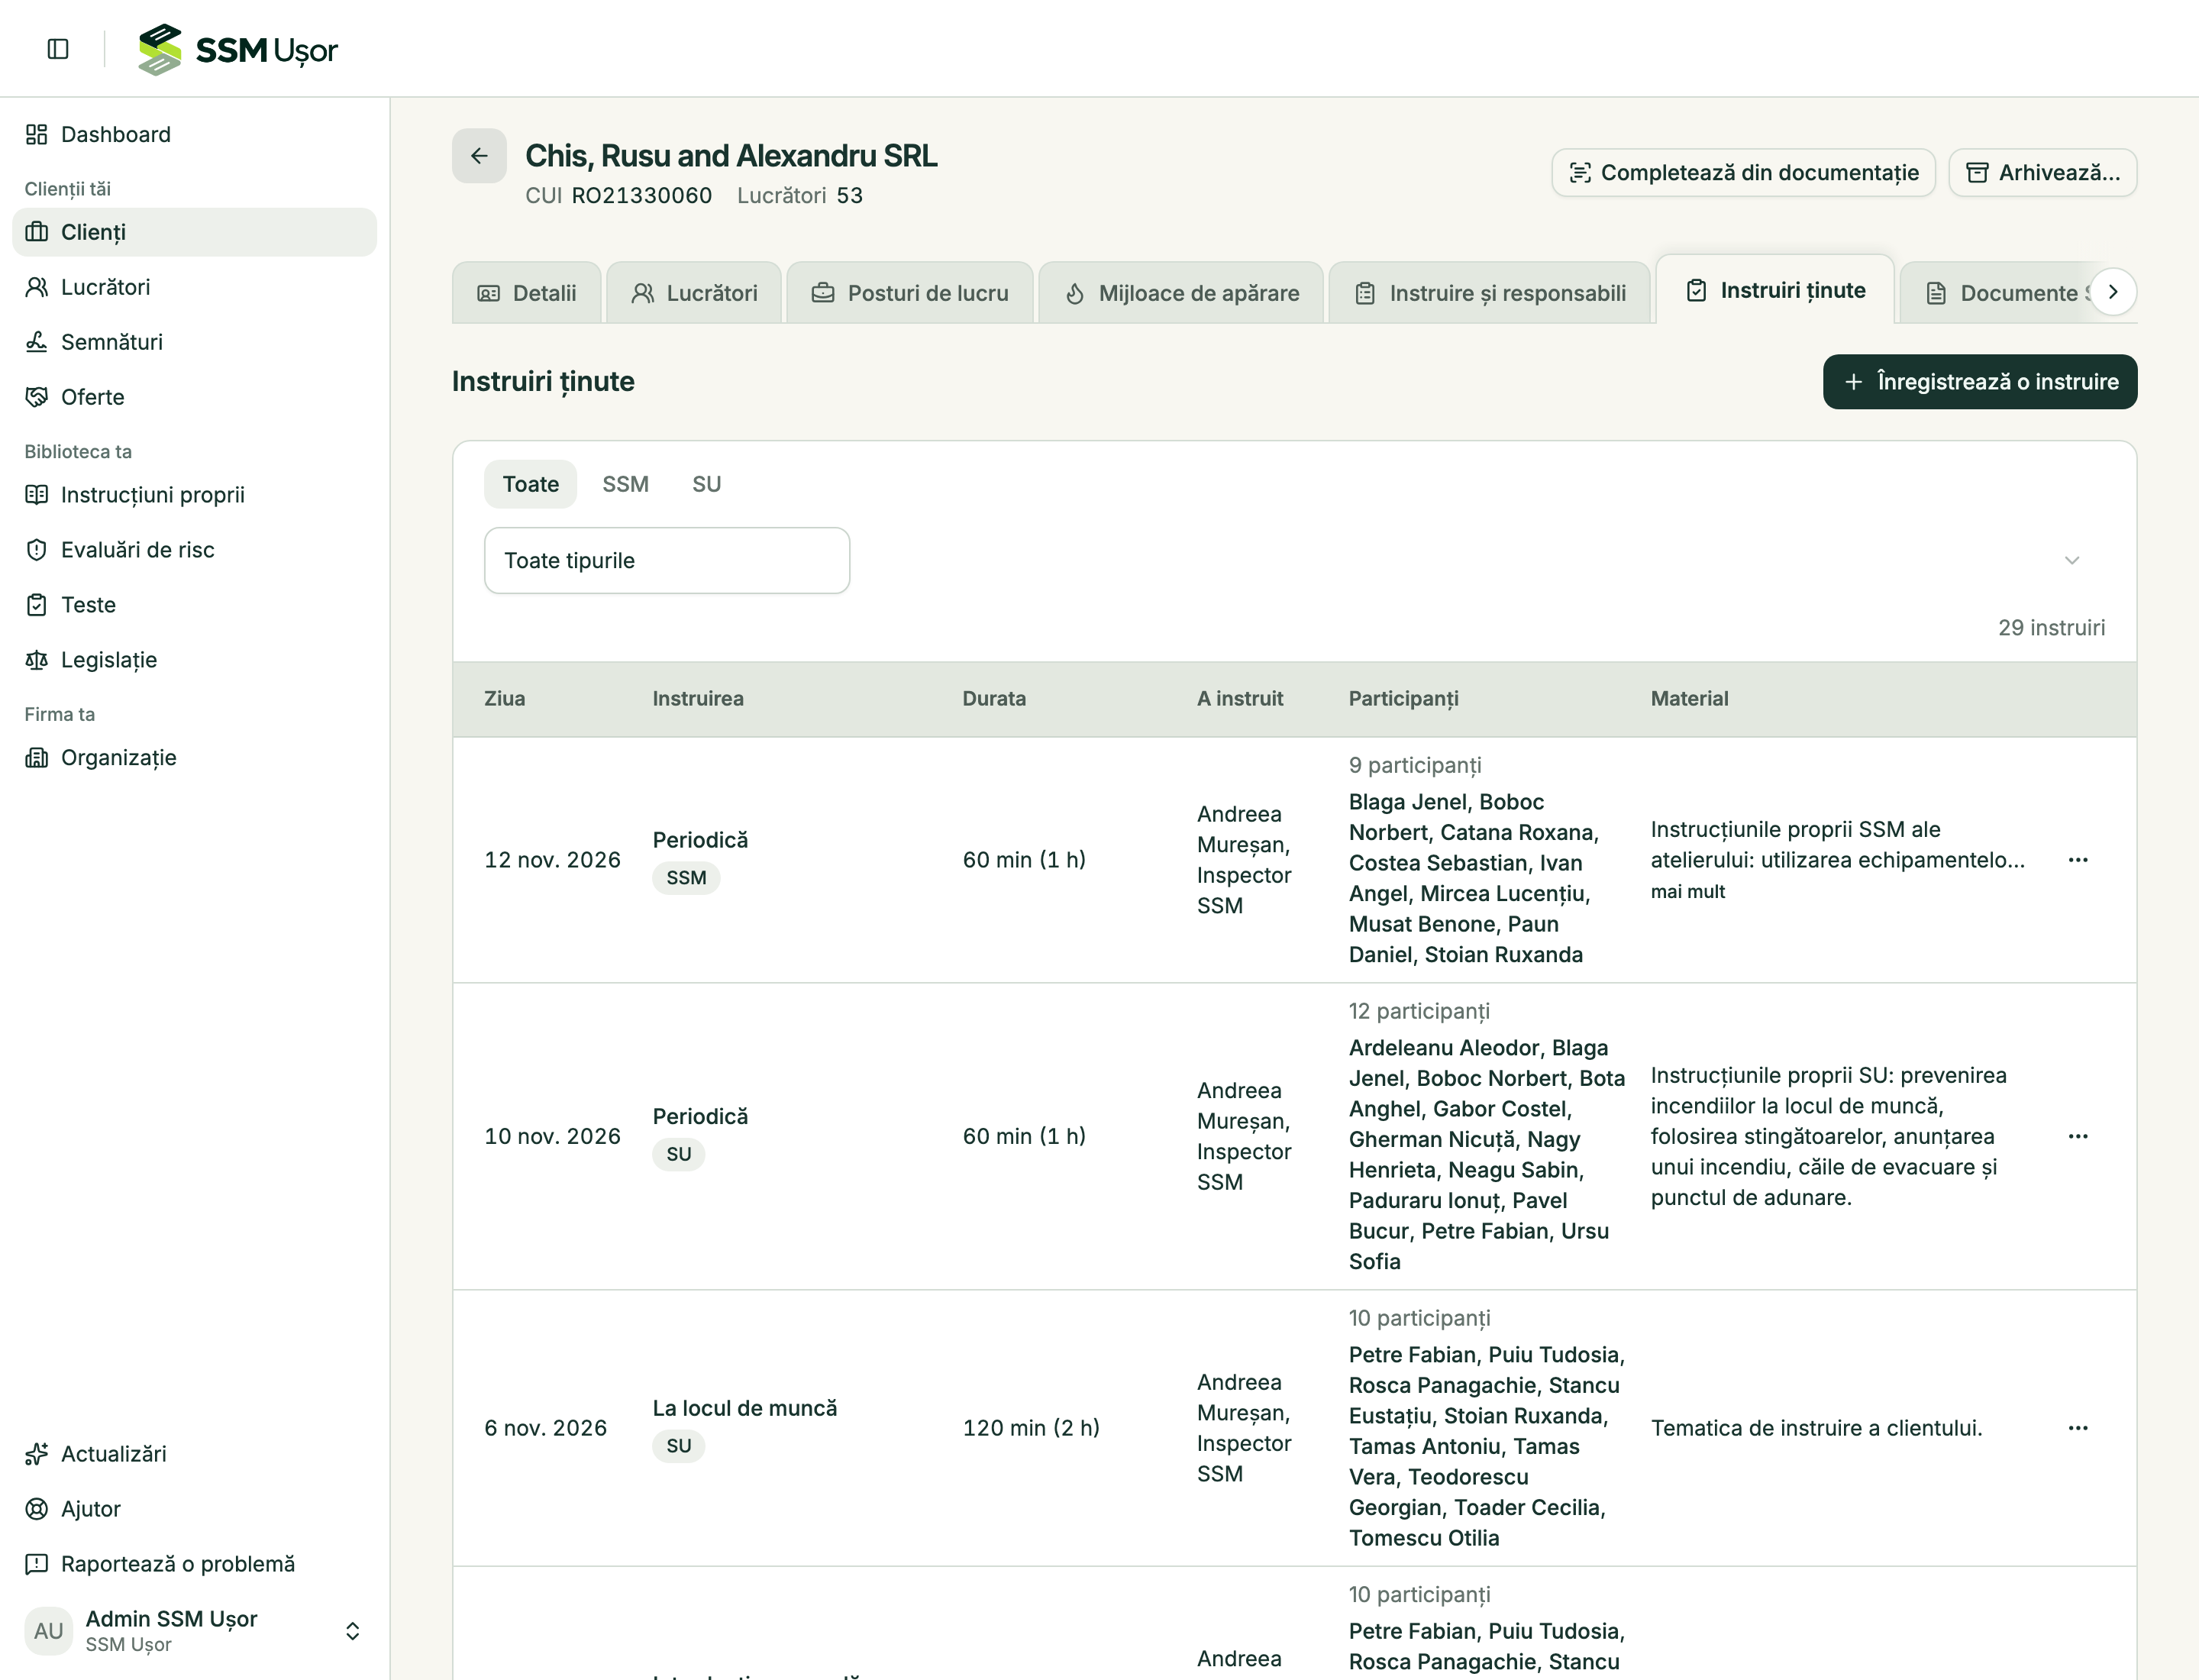 SSM Ușor
Dashboard
Clienții tăi
Clienți
Lucrători
Semnături
Oferte
Biblioteca ta
Instrucțiuni proprii
Evaluări de risc
Teste
Legislație
Firma ta
Organizație
Actualizări
Ajutor
Raportează o problemă
AU
Admin SSM Ușor
SSM Ușor
Chis, Rusu and Alexandru SRL
CUI RO21330060 Lucrători 53
Completează din documentație
Arhivează...
Detalii
Lucrători
Posturi de lucru
Mijloace de apărare
Instruire și responsabili
Instruiri ținute
Documente
Instruiri ținute
Înregistrează o instruire
Toate SSM SU
Toate tipurile
29 instruiri
Ziua Instruirea Durata A instruit Participanți Material
12 nov. 2026
Periodică
SSM
60 min (1 h)
Andreea
Mureșan,
Inspector
SSM
9 participanți
Blaga Jenel, Boboc
Norbert, Catana Roxana,
Costea Sebastian, Ivan
Angel, Mircea Lucențiu,
Musat Benone, Paun
Daniel, Stoian Ruxanda
Instrucțiunile proprii SSM ale
atelierului: utilizarea echipamentelo...
mai mult
10 nov. 2026
Periodică
SU
60 min (1 h)
Andreea
Mureșan,
Inspector
SSM
12 participanți
Ardeleanu Aleodor, Blaga
Jenel, Boboc Norbert, Bota
Anghel, Gabor Costel,
Gherman Nicuță, Nagy
Henrieta, Neagu Sabin,
Paduraru Ionuț, Pavel
Bucur, Petre Fabian, Ursu
Sofia
Instrucțiunile proprii SU: prevenirea
incendiilor la locul de muncă,
folosirea stingătoarelor, anunțarea
unui incendiu, căile de evacuare și
punctul de adunare.
6 nov. 2026
La locul de muncă
SU
120 min (2 h)
Andreea
Mureșan,
Inspector
SSM
10 participanți
Petre Fabian, Puiu Tudosia,
Rosca Panagachie, Stancu
Eustațiu, Stoian Ruxanda,
Tamas Antoniu, Tamas
Vera, Teodorescu
Georgian, Toader Cecilia,
Tomescu Otilia
Tematica de instruire a clientului.
Andreea
10 participanți
Petre Fabian, Puiu Tudosia,
Rosca Panagachie, Stancu